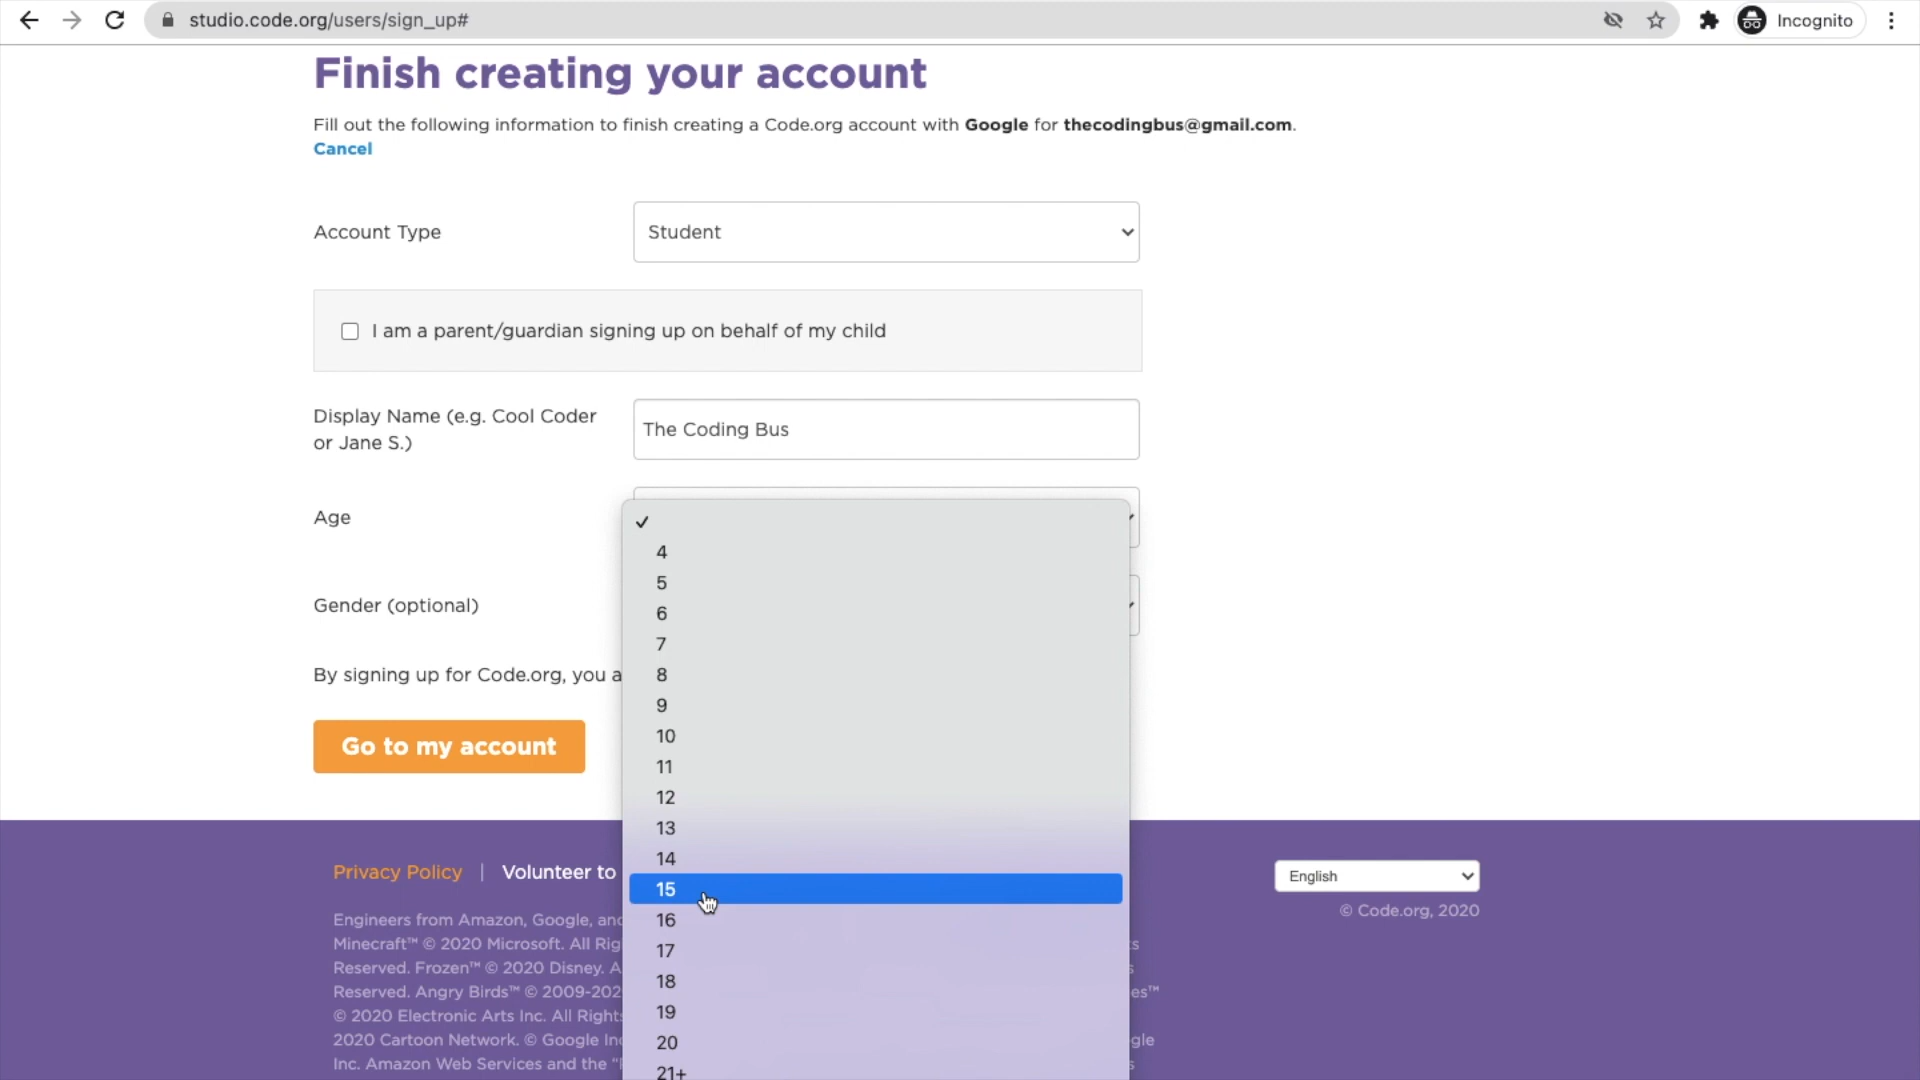 studio.code.org/users/sign_up#
Incognito
Finish creating your account
Fill out the following information to finish creating a Code.org account with Google for thecodingbus@gmail.com.
Cancel
Account Type
Student
I am a parent/guardian signing up on behalf of my child
Display Name (e.g. Cool Coder
or Jane S.)
The Coding Bus
Age
4
5
6
7
8
9
10
11
12
13
14
15
16
17
18
19
20
21+
Gender (optional)
By signing up for Code.org, you a
Go to my account
Privacy Policy | Volunteer to
English
© Code.org, 2020
Engineers from Amazon, Google, and
Minecraft™ © 2020 Microsoft. All Rig
Reserved. Frozen™ © 2020 Disney. A
Reserved. Angry Birds™ © 2009-202
© 2020 Electronic Arts Inc. All Rights
2020 Cartoon Network. © Google Inc
Inc. Amazon Web Services and the